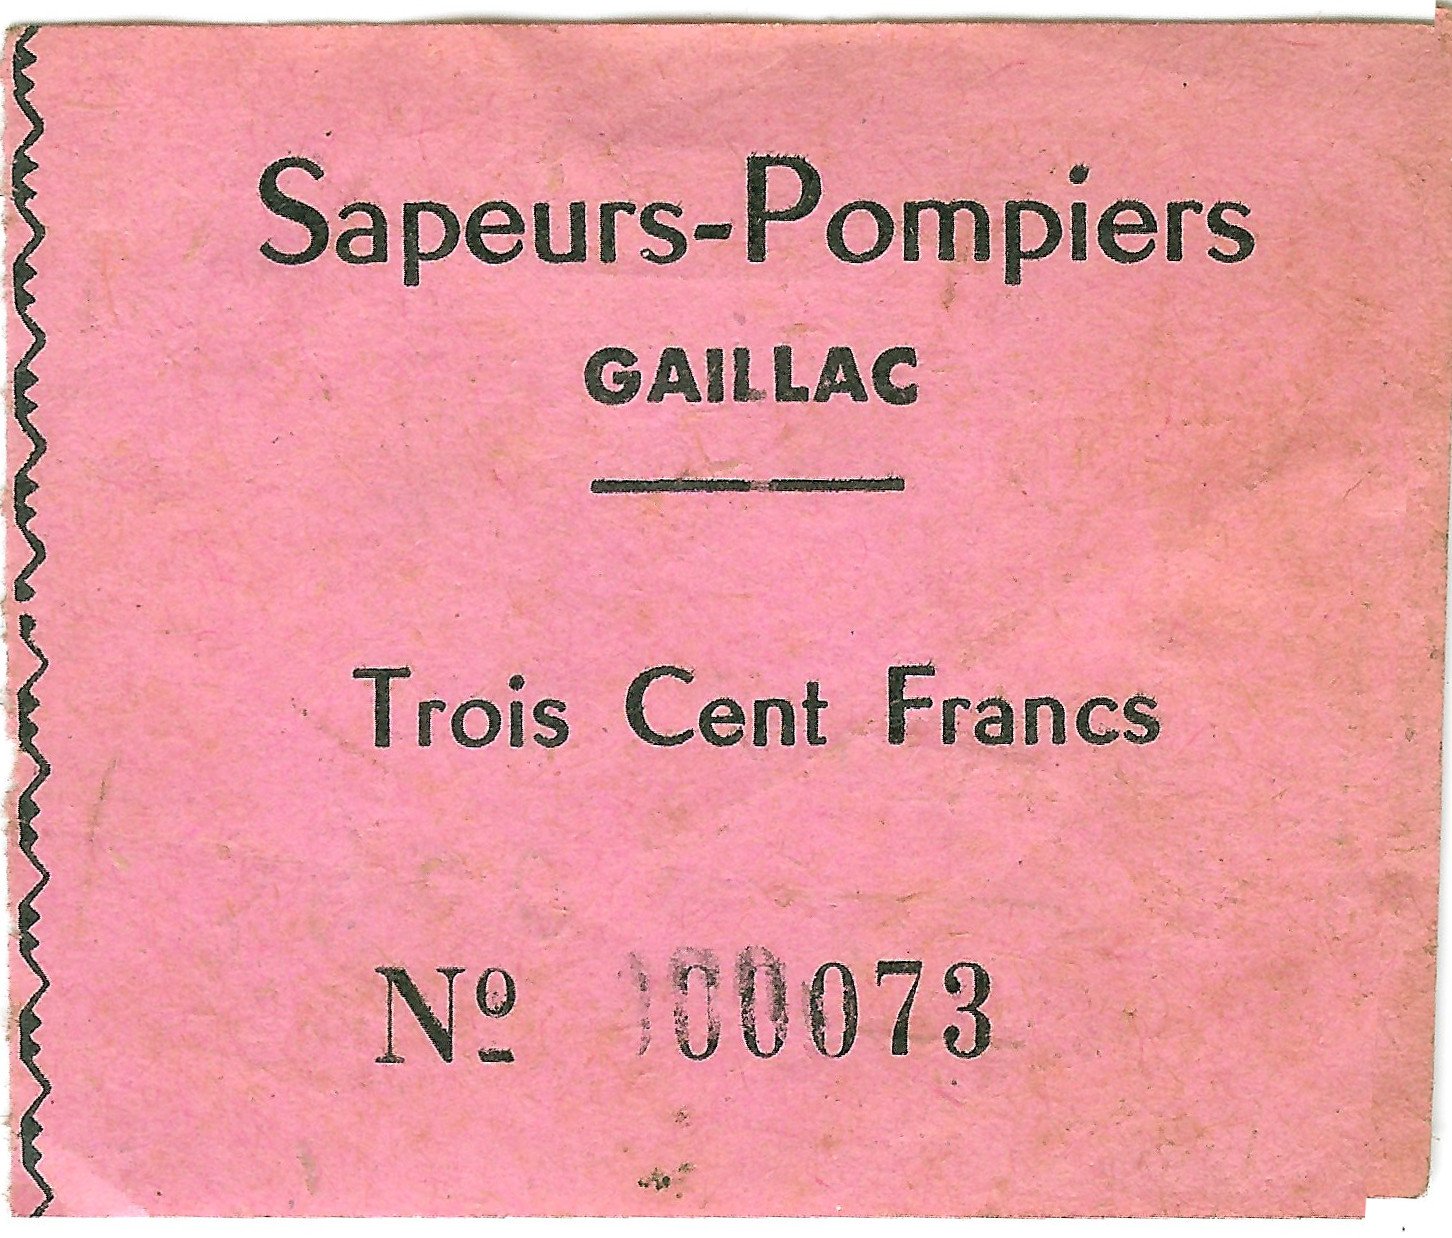 Sapeurs-Pompiers
GAILLAC
Trois Cent Francs
Nº 000073